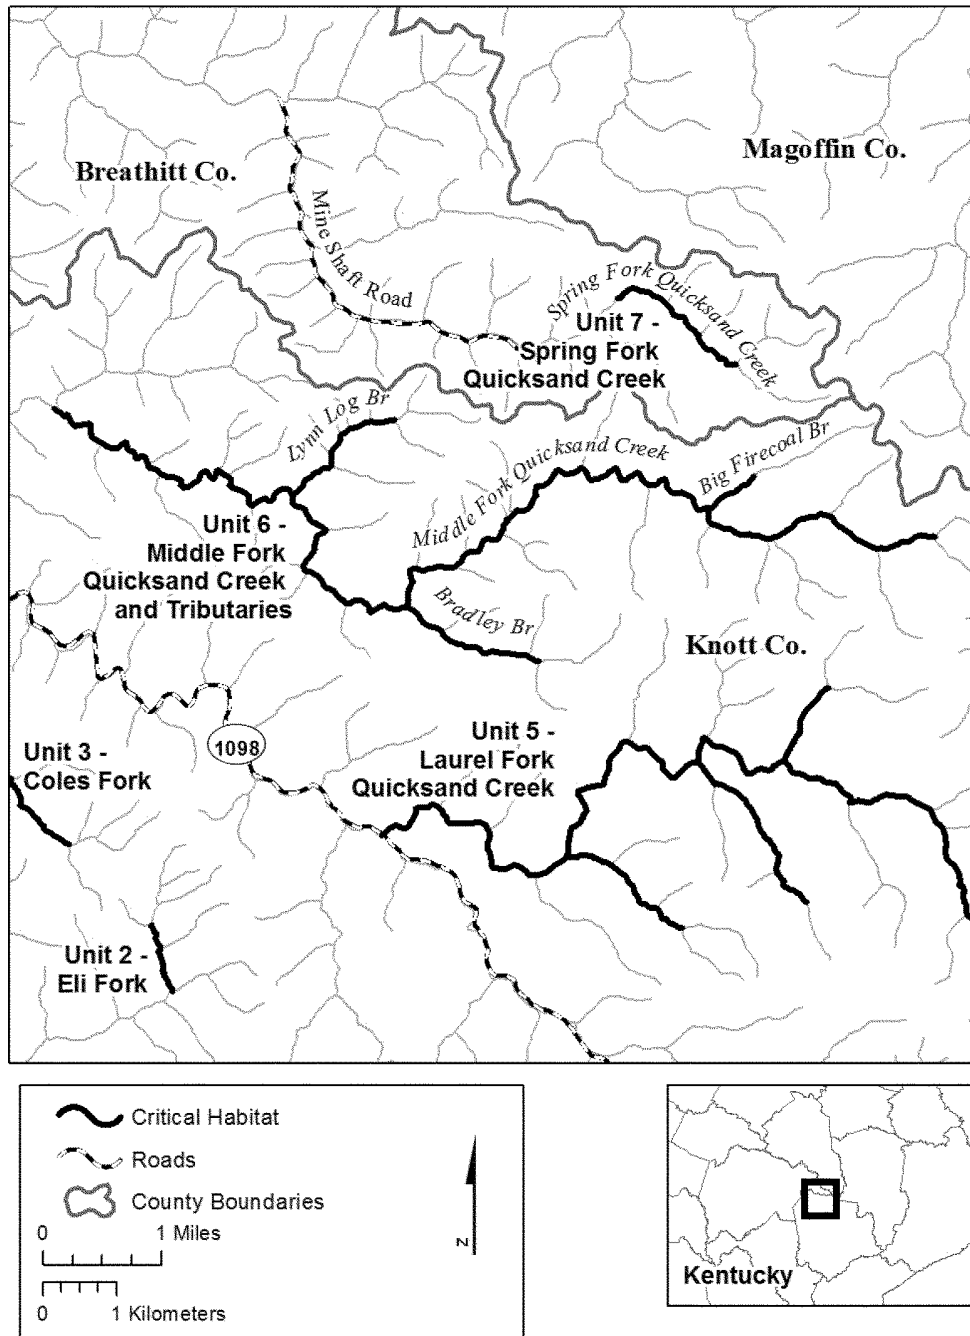 Magoffin Co.
Breathitt Co.
Mine Shaft Road
Spring Fork Quicksand Creek
Unit 7 -
Spring Fork
Quicksand Creek
Lynn Log Br
Middle Fork Quicksand Creek
Big Firecoal Br
Unit 6 -
Middle Fork
Quicksand Creek
and Tributaries
Bradley Br
Knott Co.
Unit 3 -
Coles Fork
1098
Unit 5 -
Laurel Fork
Quicksand Creek
Unit 2 -
Eli Fork
Critical Habitat
Roads
County Boundaries
0 1 Miles
0 1 Kilometers
N
Kentucky